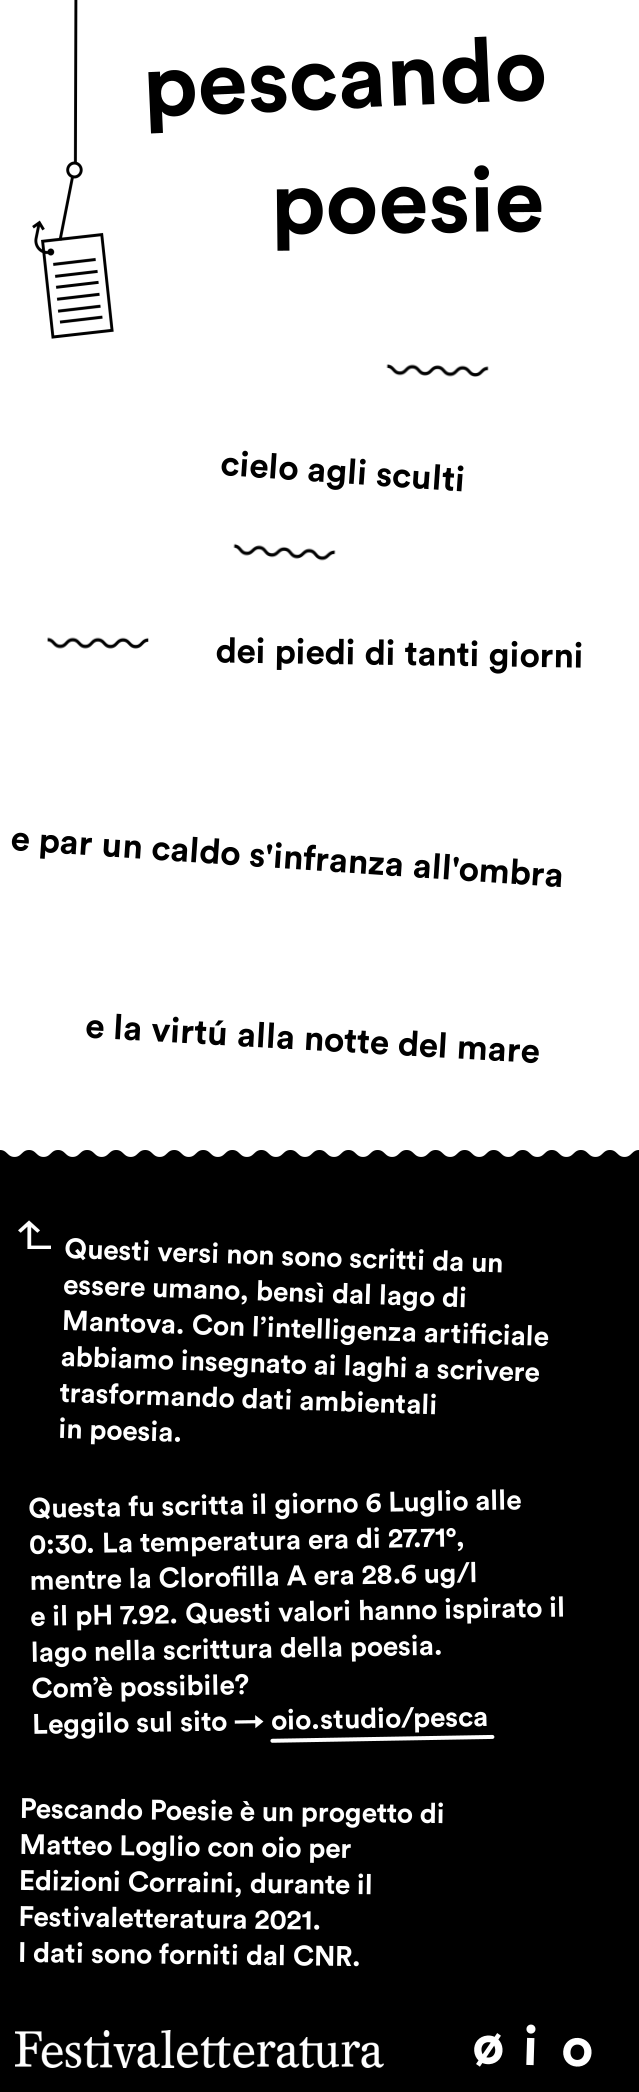 pescando
poesie
cielo agli sculti
dei piedi di tanti giorni
e par un caldo s'infranza all'ombra
e la virtú alla notte del mare
Questi versi non sono scritti da un
essere umano, bensì dal lago di
Mantova. Con l’intelligenza artificiale
abbiamo insegnato ai laghi a scrivere
trasformando dati ambientali
in poesia.
Questa fu scritta il giorno 6 Luglio alle
0:30. La temperatura era di 27.71°,
mentre la Clorofilla A era 28.6 ug/l
e il pH 7.92. Questi valori hanno ispirato il
lago nella scrittura della poesia.
Com’è possibile?
Leggilo sul sito → oio.studio/pesca
Pescando Poesie è un progetto di
Matteo Loglio con oio per
Edizioni Corraini, durante il
Festivaletteratura 2021.
I dati sono forniti dal CNR.
Festivaletteratura
ø i o